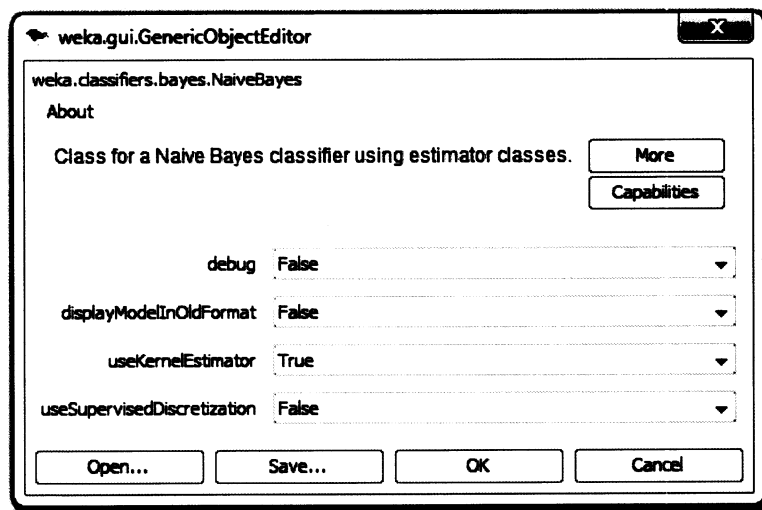 weka.gui.GenericObjectEditor
X
weka.classifiers.bayes.NaiveBayes
About
Class for a Naive Bayes classifier using estimator classes.
More
Capabilities
debug False
displayModelInOldFormat False
useKernelEstimator True
useSupervisedDiscretization False
Open... Save... OK Cancel